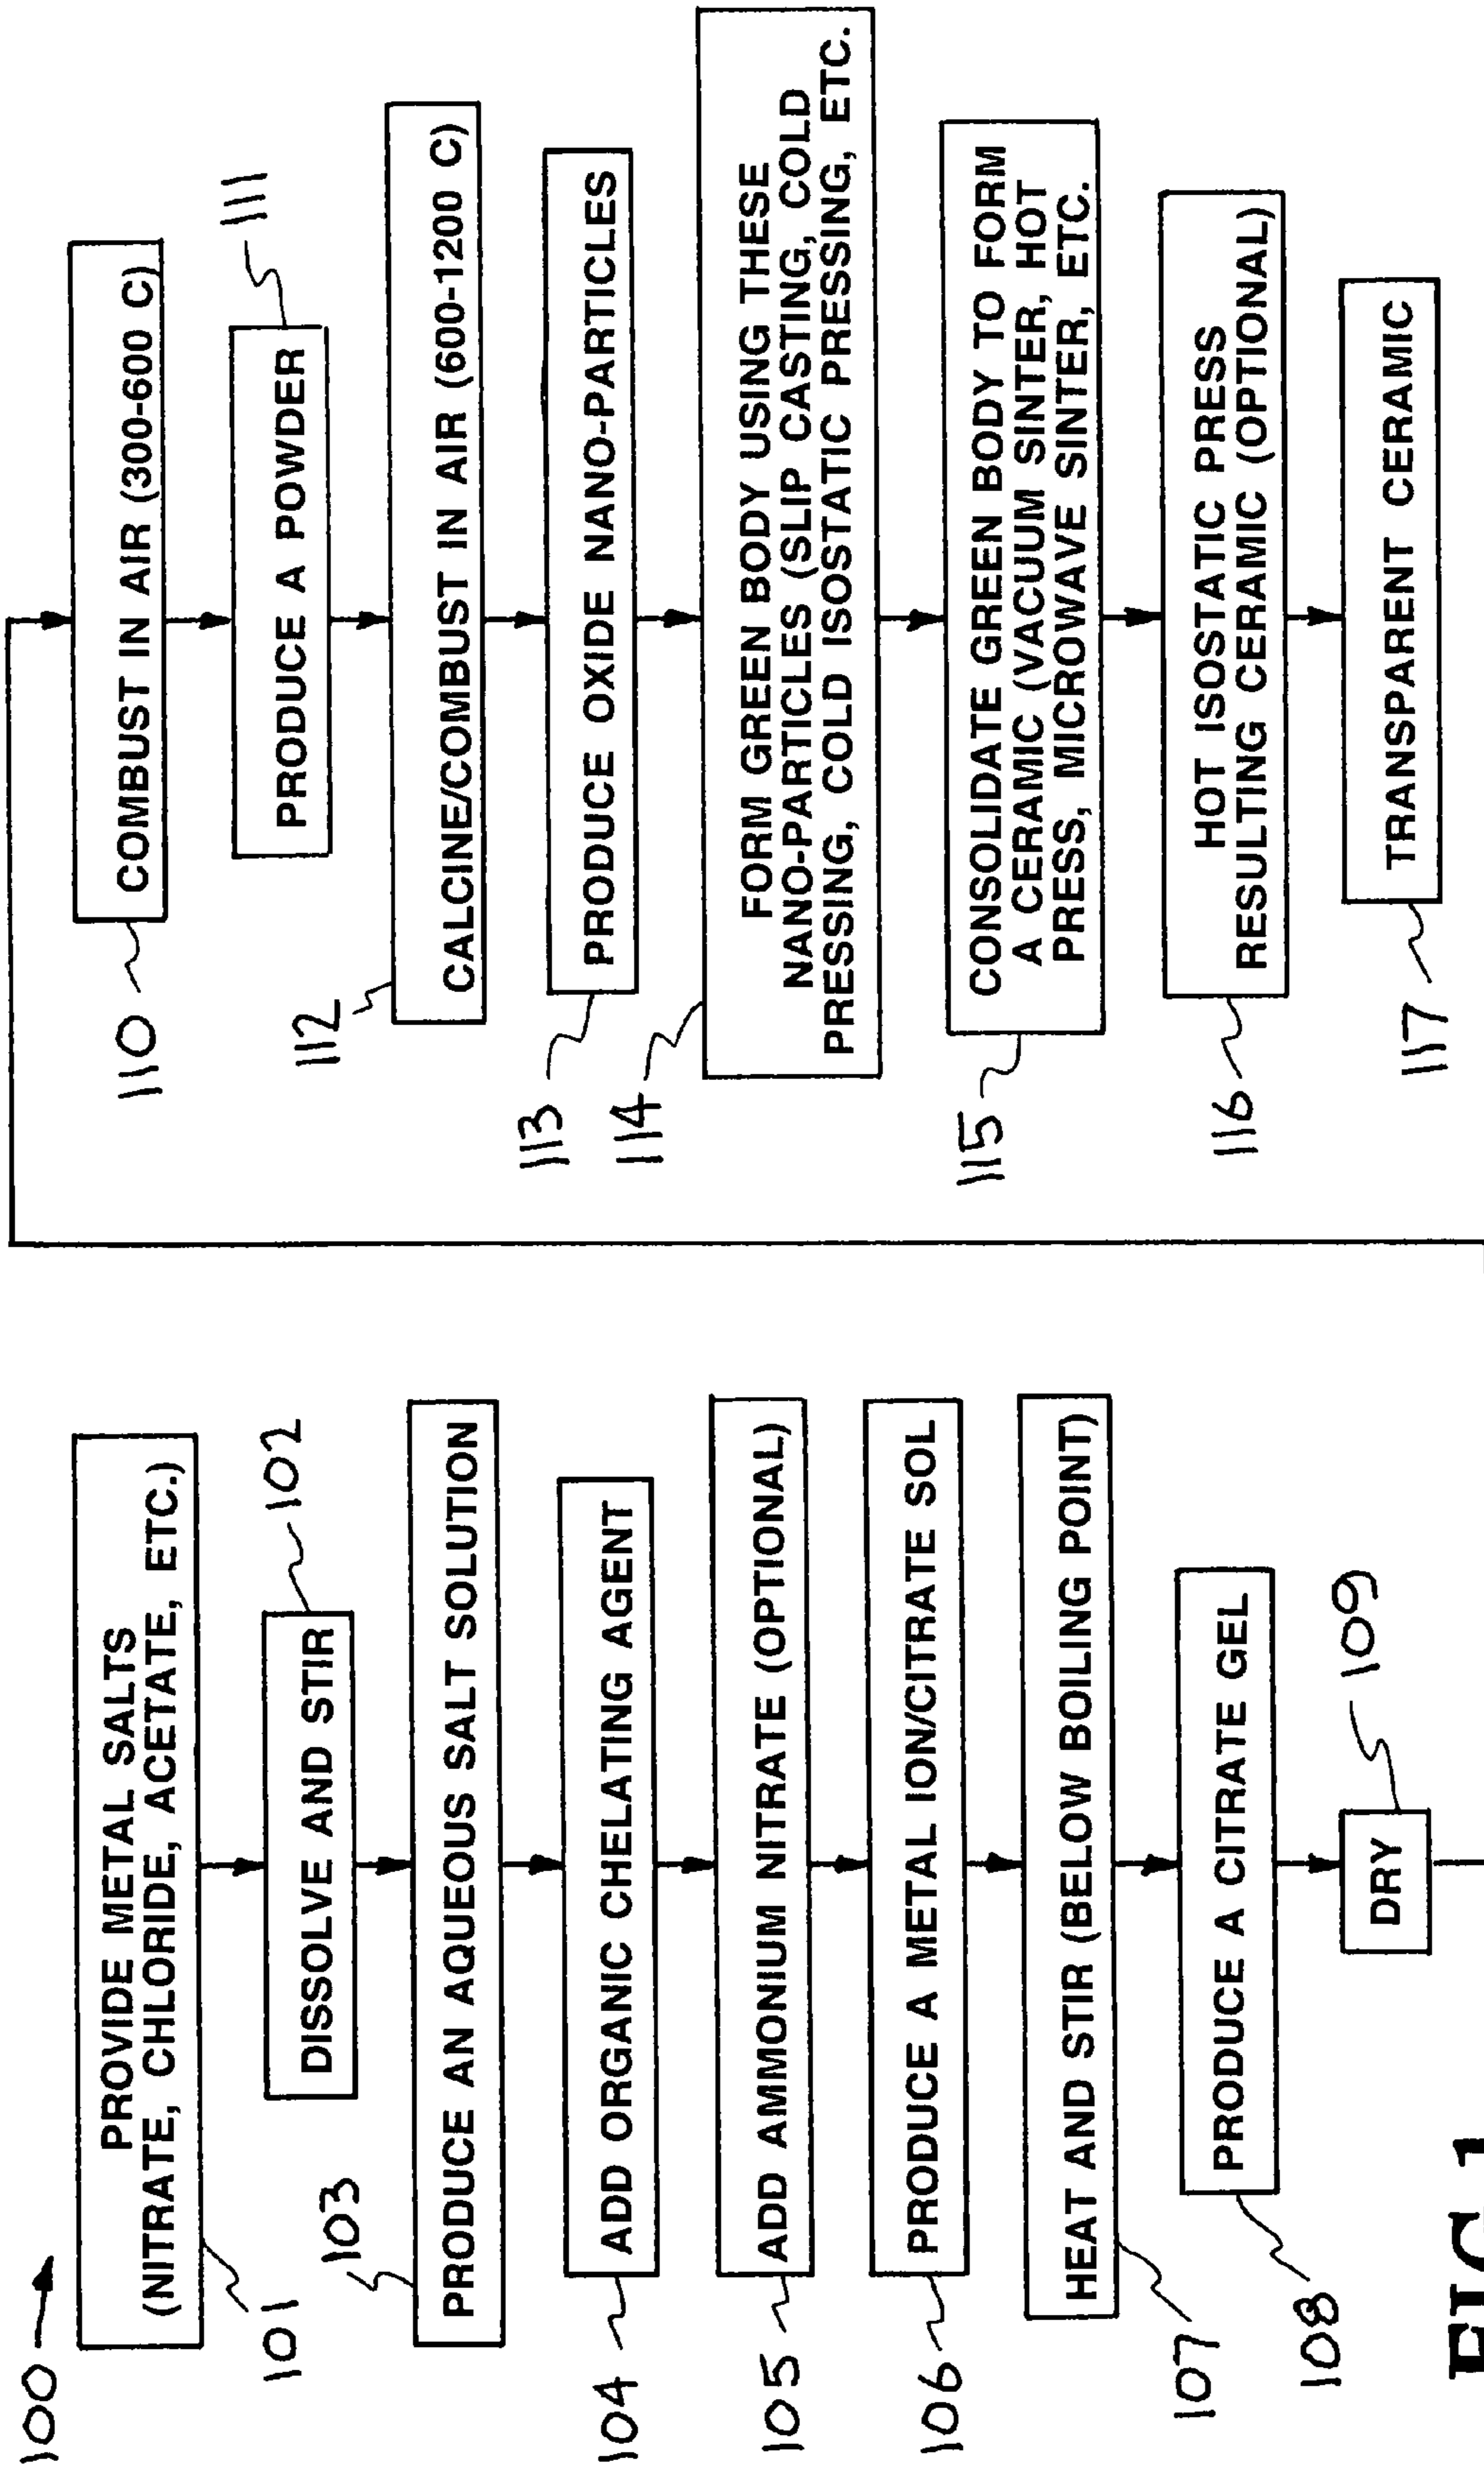 100
PROVIDE METAL SALTS
(NITRATE, CHLORIDE, ACETATE, ETC.)
101
DISSOLVE AND STIR
102
103
PRODUCE AN AQUEOUS SALT SOLUTION
ADD ORGANIC CHELATING AGENT
104
ADD AMMONIUM NITRATE (OPTIONAL)
105
PRODUCE A METAL ION/CITRATE SOL
106
HEAT AND STIR (BELOW BOILING POINT)
107
PRODUCE A CITRATE GEL
108
DRY
109
COMBUST IN AIR (300-600 C)
110
PRODUCE A POWDER
111
CALCINE/COMBUST IN AIR (600-1200 C)
112
PRODUCE OXIDE NANO-PARTICLES
113
FORM GREEN BODY USING THESE
NANO-PARTICLES (SLIP CASTING, COLD
PRESSING, COLD ISOSTATIC PRESSING, ETC.
114
CONSOLIDATE GREEN BODY TO FORM
A CERAMIC (VACUUM SINTER, HOT
PRESS, MICROWAVE SINTER, ETC.
115
HOT ISOSTATIC PRESS
RESULTING CERAMIC (OPTIONAL)
116
TRANSPARENT CERAMIC
117
FIG 1